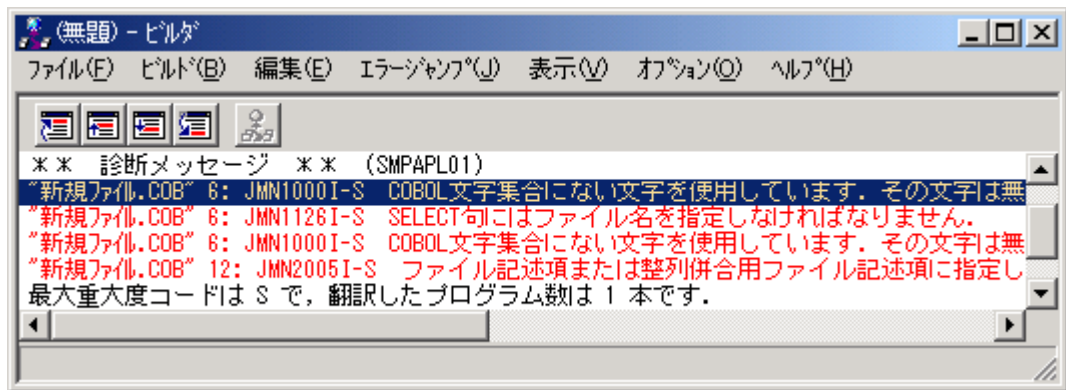 (無題) - ﾋﾞﾙﾀﾞ
ﾌｧｲﾙ(F) ﾋﾞﾙﾄﾞ(B) 編集(E) ｴﾗｰｼﾞｬﾝﾌﾟ(J) 表示(V) ｵﾌﾟｼｮﾝ(O) ﾍﾙﾌﾟ(H)
＊＊ 診断メッセージ ＊＊ (SMPAPL01)
"新規ﾌｧｲﾙ.COB" 6: JMN1000I-S COBOL文字集合にない文字を使用しています．その文字は無
"新規ﾌｧｲﾙ.COB" 6: JMN1126I-S SELECT句にはファイル名を指定しなければなりません．
"新規ﾌｧｲﾙ.COB" 6: JMN1000I-S COBOL文字集合にない文字を使用しています．その文字は無
"新規ﾌｧｲﾙ.COB" 12: JMN2005I-S ファイル記述項または整列併合用ファイル記述項に指定し
最大重大度コードは S で，翻訳したプログラム数は 1 本です．